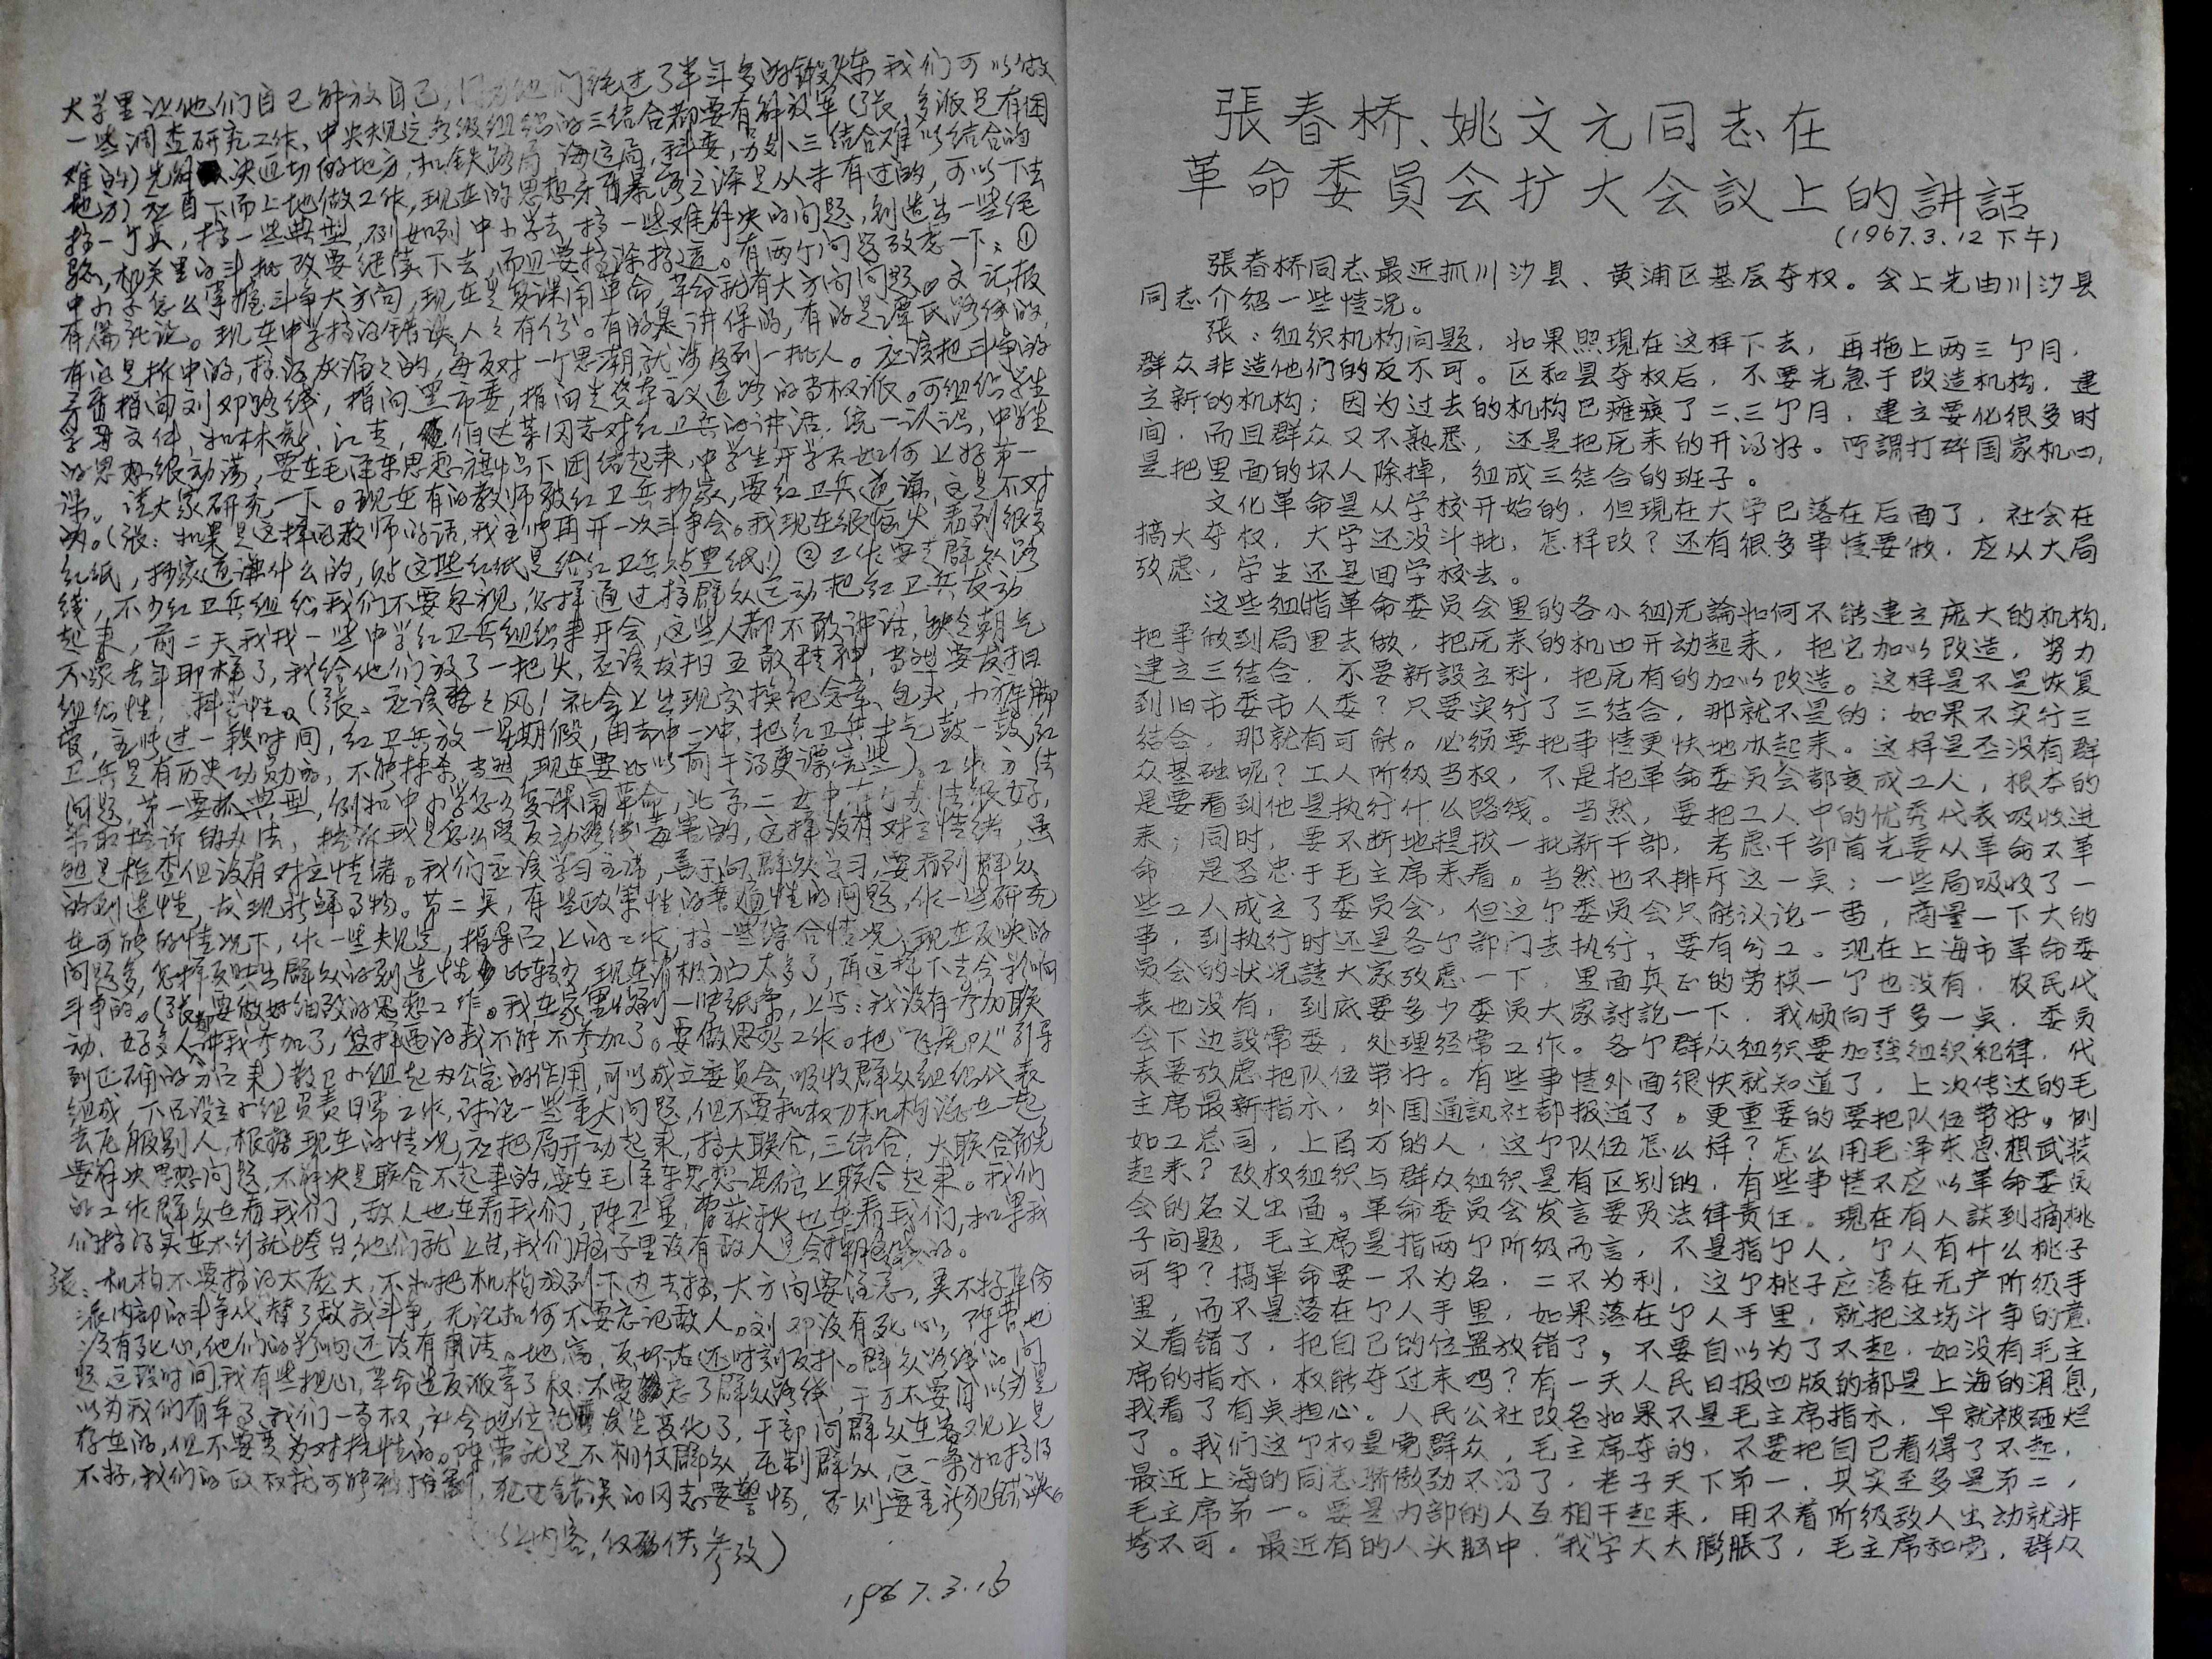 張春桥、姚文元同志在
革命委員会扩大会議上的讲話
(1967.3.12下午)
張春桥同志最近抓川沙县、黄浦区基层夺权。会上先由川沙县
同志介绍一些情况。
張：组织机构问题，如果照現在这样下去，再拖上两三个月，
群众非造他们的反不可。区和县夺权后，不要先急于改造机构，建
立新的机构；因为过去的机构已瘫痪了二、三个月，建立要化很多时
间，而且群众又不熟悉，还是把原来的开动好。所謂打碎国家机四，
是把里面的坏人除掉，组成三结合的班子。
文化革命是从学校开始的，但現在大学已落在后面了，社会在
搞大夺权，大学还没斗批，怎样改？还有很多事情要做，应从大局
攷虑，学生还是回学校去。
这些组(指革命委员会里的各小组)无論如何不能建立庞大的机构，
把事做到局里去做，把原来的机四开动起来，把它加以改造，努力
建立三结合，不要新設立科，把原有的加以改造。这样是不是恢复
到旧市委市人委？只要实行了三结合，那就不是的；如果不实行三
结合，那就有可能。必须要把事情更快地办起来。这样是否没有群
众基础呢？工人阶级当权，不是把革命委员会都变成工人，根本的
是要看到他是执行什么路线。当然，要把工人中的优秀代表吸收进
来；同时，要不断地提拔一批新干部，考虑干部首先要从革命不革
命，是否忠于毛主席来看。当然也不排斥这一点；一些局吸收了一
些工人成立了委员会，但这个委员会只能议论一番，商量一下大的
事，到执行时还是各个部门去执行，要有分工。现在上海市革命委
员会的状况請大家攷虑一下，里面真正的劳模一个也没有，农民代
表也没有，到底要多少委员大家討說一下，我倾向于多一点，委员
会下边設常委，处理经常工作。各个群众组织要加强组织纪律，代
表要攷虑把队伍带好。有些事情外面很快就知道了，上次传达的毛
主席最新指示，外国通訊社都报道了。更重要的要把队伍带好，例
如工总司，上百万的人，这个队伍怎么样？怎么用毛泽东思想武装
起来？政权组织与群众组织是有区别的，有些事情不应以革命委员
会的名义出面。革命委员会发言要负法律责任。現在有人談到摘桃
子问题，毛主席是指两个阶级而言，不是指个人，个人有什么桃子
可争？搞革命要一不为名，二不为利，这个桃子应落在无产阶级手
里，而不是落在个人手里，如果落在个人手里，就把这场斗争的意
义看错了，把自己的位置放错了，不要自以为了不起，如没有毛主
席的指示，权能夺过来吗？有一天人民日报四版的都是上海的消息，
我看了有点担心。人民公社改名如果不是毛主席指示，早就被砸烂
了。我们这个权是党群众，毛主席夺的，不要把自己看得了不起，
最近上海的同志骄傲劲不得了，老子天下第一，其实至多是第二，
毛主席第一。要是内部的人互相干起来，用不着阶级敌人出动就非
垮不可。最近有的人头脑中，"我"字大大膨脹了，毛主席和党，群众
大学里让他们自己解放自己，因为他们经过了半年多的鍛炼，我们可以做
一些调查研究工作、中央规定各级组织的三结合都要有解放军(张：多派是有困
难的)先解决迫切的地方，如铁路局，海运局，科委，另外、三结合难以结合的
地方，应自下而上地做工作，现在的思想矛盾暴露之深是从未有过的，可以下去
搞一个点，搞一些典型，例如到中小学去，搞一些难解决的问题，创造出一些经
验，机关里的斗批改要继续下去，而且要搞深搞透。有两个问题攷虑一下：①
中小学怎么掌握斗争大方向，现在是复课闹革命，革命就有大方向问题。文汇报
有篇社论。现在中学搞的错误人人有份。有的是讲保的，有的是谭氏路线的，
有的是折中的，搞得灰溜溜的，每反对一个思潮就涉及到一批人。应该把斗争的
矛盾指向刘邓路线，指向黑市委，指向走资本主义道路的当权派。可组织学生
学习文件，如林彪、江青，伯达等同志对红卫兵的讲话，统一认识，中学生
的思想很动荡，要在毛泽东思想旗帜下团结起来，中学生开学后如何上好第一
课。请大家研究一下。现在有的教师被红卫兵抄家，要红卫兵道歉，这是不对
的。(张：如果是这样的教师的话，我主张再开一次斗争会。我现在很恼火，看到很多
红纸，抄家道谦什么的，贴这些红纸是给红卫兵贴黑纸！)②工作要走群众路
线，不少红卫兵组织我们不要忽视，怎样通过搞群众运动把红卫兵发动
起来，前二天我找一些中学红卫兵组织来开会，这些人都不敢讲话，缺乏朝气
不象去年那样了，我给他们放了一把火，应该发扬五敢精神，当然要发扬
组织性，科学性。(张：应该整整风！社会上出现交换纪念章、包头，小方脚
管，主张过一段时间，红卫兵放一星期假，再去冲一冲，把红卫兵士气鼓一鼓，红
卫兵是有历史功勋的，不能抹杀，当然，现在要比以前干得更漂亮些)。工作方法
问题，第一要抓典型，例如中小学怎么复课闹革命，北京二女中有个办法很好，
采取控诉的办法，控诉我是怎么受反动路线毒害的，这样没有对立情绪，虽
然是检查但没有对立情绪。我们应该学习主席，善于向群众学习，要看到群众
的创造性，发现新鲜事物。第二点，有些政策性的普遍性的问题，作一些研究
在可能的情况下，作一些规定，指导面上的工作，搞一些综合情况，现在反映的
问题多，怎样反映出群众的创造性比较少，现在消极方面太多了，再这样下去会影响
斗争的。(张：要做好细致的思想工作。我在家里收到一些纸条，上写：我没有参加联
动，好多人讲我参加了，这样两的我不能不参加了。要做思想工作。把"飞虎队"引导
到正确的方向来)教卫小组起办公室的作用，可以成立委员会，吸收群众组织代表
组成，下面设立小组负责日常工作，讨论一些重大问题，但不要和权力机构混在一起
去压服别人，根据现在的情况，应把局开动起来，搞大联合，三结合，大联合首先
要解决思想问题，不解决是联合不起来的，要在毛泽东思想基础上联合起来。我们
的工作群众在看我们，敌人也在看我们，陈丕显，曹荻秋也在看我们，如果我
们搞得实在不行就垮台，他们就上台，我们脑子里没有敌人是会
张：机构不要搞得太庞大，不如把机构放到下边去搞，大方向要注意，
派内部的斗争代替了敌我斗争，无论如何不要忘记敌人。刘邓没有死心，陈曹也
没有死心，他们的影响还没有肃清。地、富、反、坏、右还时刻反扑。群众路线的问
题，这段时间我有些担心，革命造反派掌了权，不要忘了群众路线，千万不要自以为是
以为我们有车了，我们一当权，社会地位就发生变化了，干部同群众在客观上是
存在的，但不要变为对抗性的。陈曹就是不相信群众，压制群众，这一条如搞得
不好，我们的政权就可能被推翻，犯过错误的同志要警惕，否则要重新犯错误。
内容，仅供参攷)
1967.3.